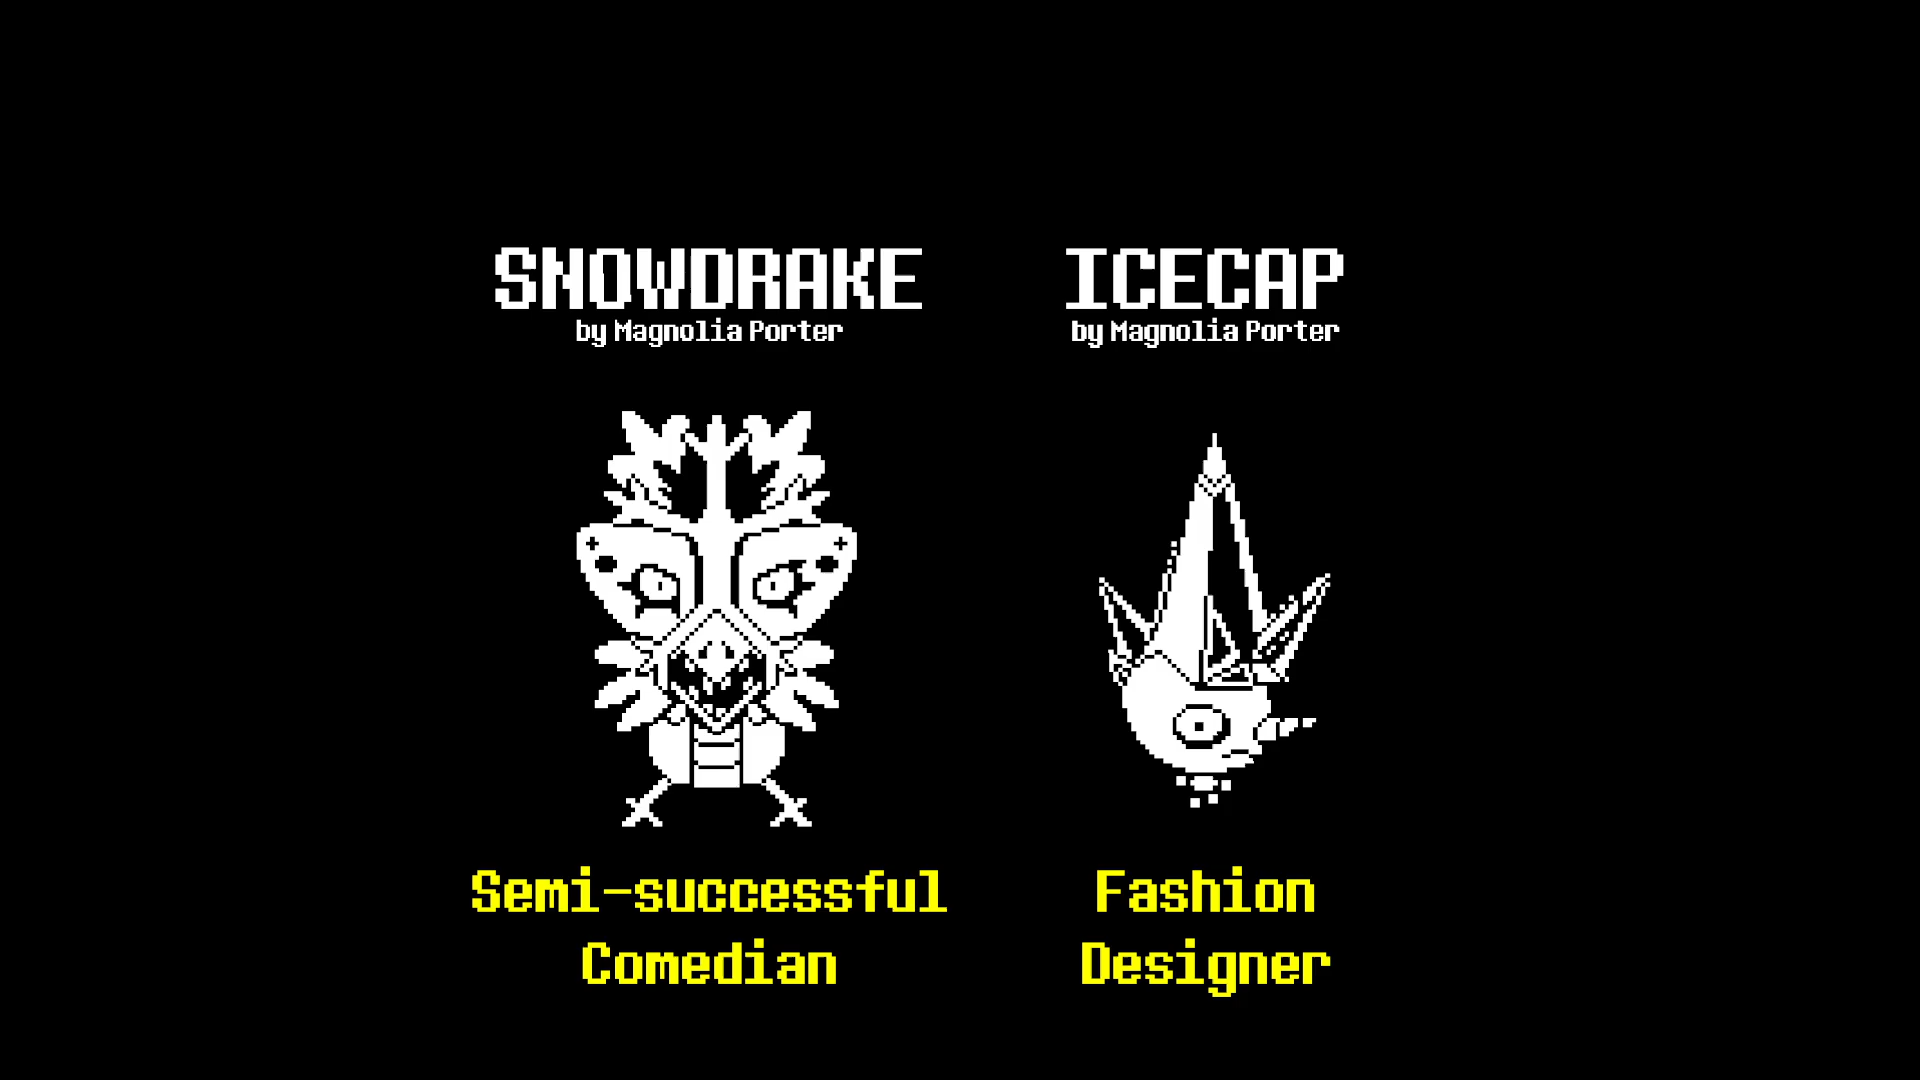 SNOWDRAKE
by Magnolia Porter
Semi-successful
Comedian
ICECAP
by Magnolia Porter
Fashion
Designer